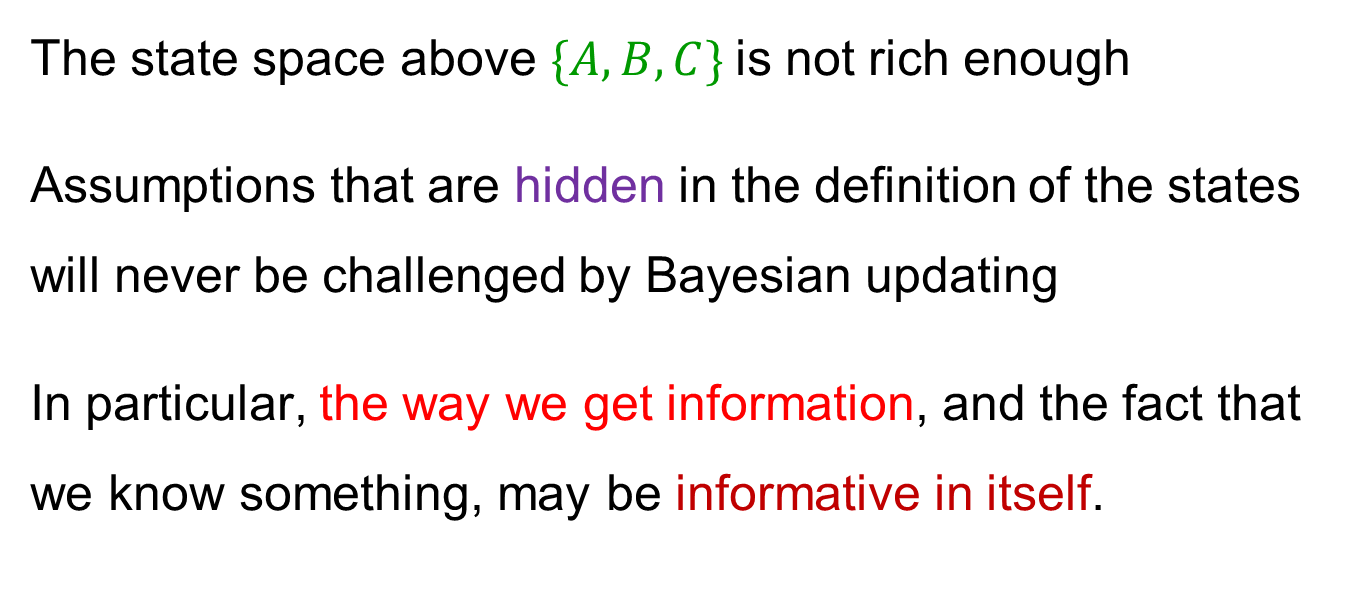 The state space above {A, B, C} is not rich enough
Assumptions that are hidden in the definition of the states
will never be challenged by Bayesian updating
In particular, the way we get information, and the fact that
we know something, may be informative in itself.